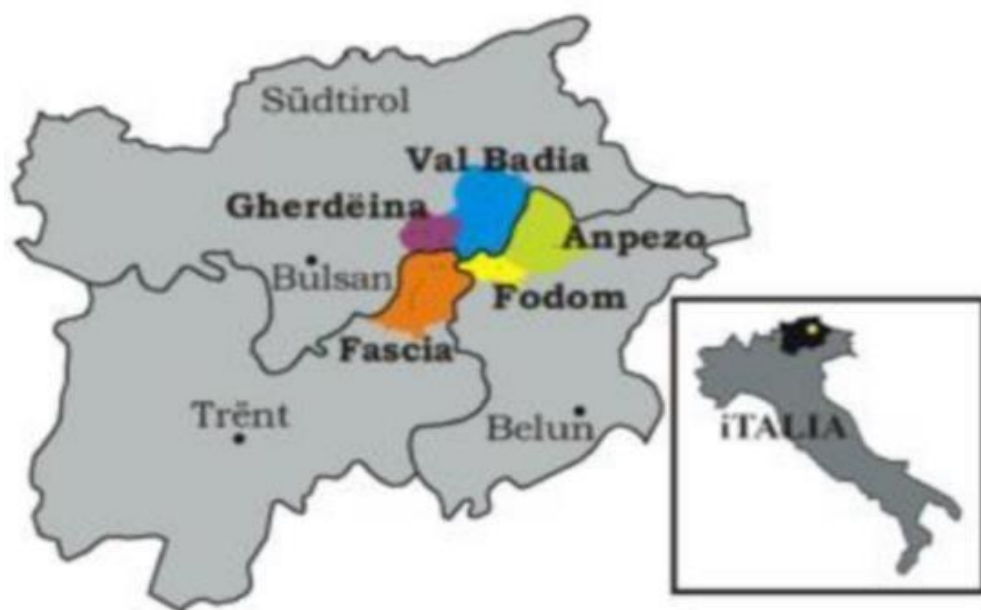 Südtirol
Val Badia
Gherdëina
Anpezo
Bulsan
Fodom
Fascia
Trënt
Belun
iTALIA